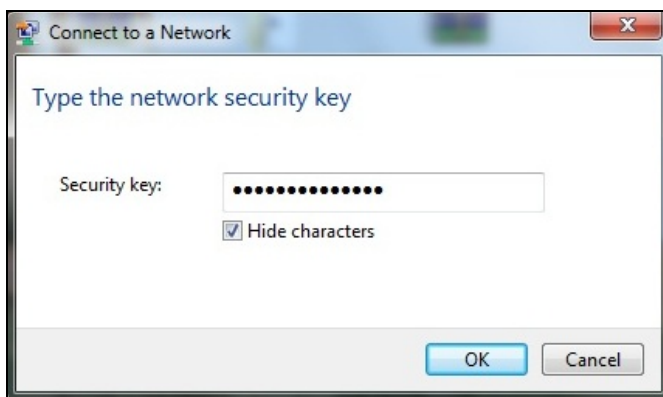 Connect to a Network
Type the network security key
Security key: ••••••••••••••
Hide characters
OK Cancel